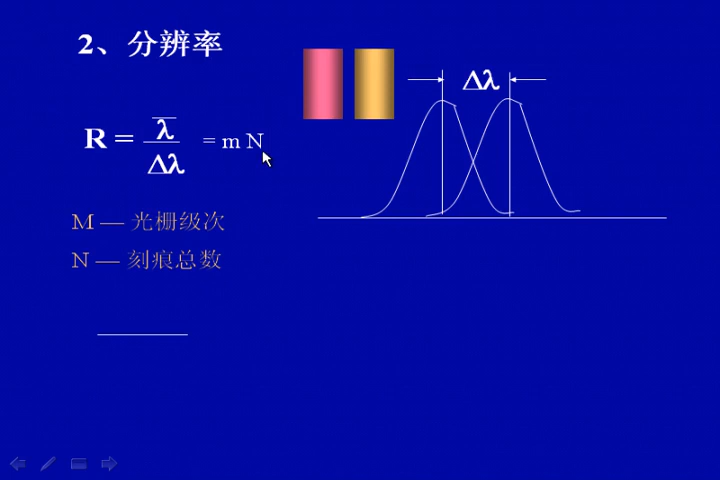 2、分辨率
Δλ
R = λ̅ / Δλ = m N
M — 光栅级次
N — 刻痕总数